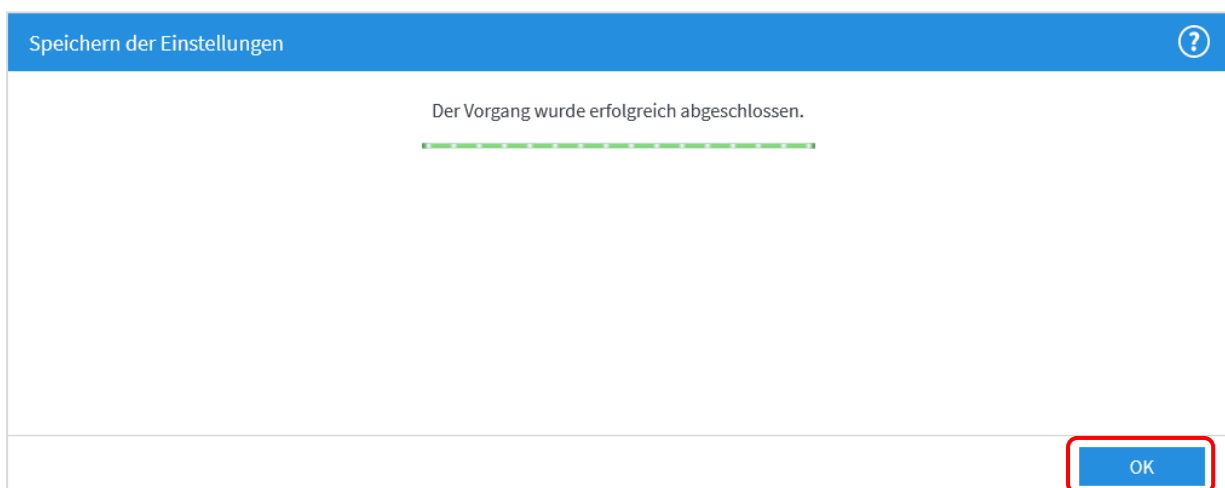 Speichern der Einstellungen
?
Der Vorgang wurde erfolgreich abgeschlossen.
OK